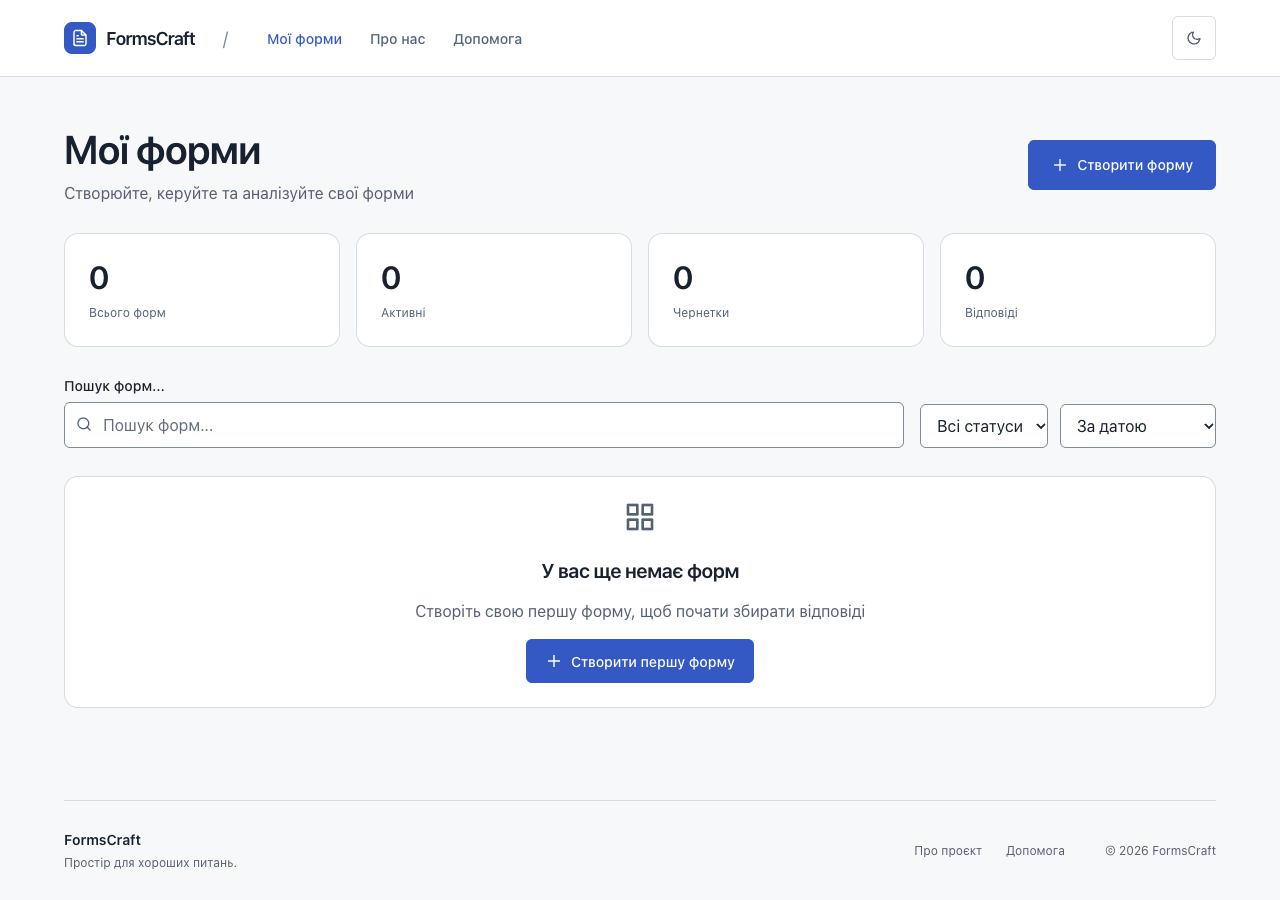 FormsCraft / Мої форми Про нас Допомога
Мої форми
Створюйте, керуйте та аналізуйте свої форми
Створити форму
0 0 0 0
Всього форм Активні Чернетки Відповіді
Пошук форм...
Пошук форм... Всі статуси За датою
У вас ще немає форм
Створіть свою першу форму, щоб почати збирати відповіді
Створити першу форму
FormsCraft
Простір для хороших питань.
Про проєкт Допомога © 2026 FormsCraft